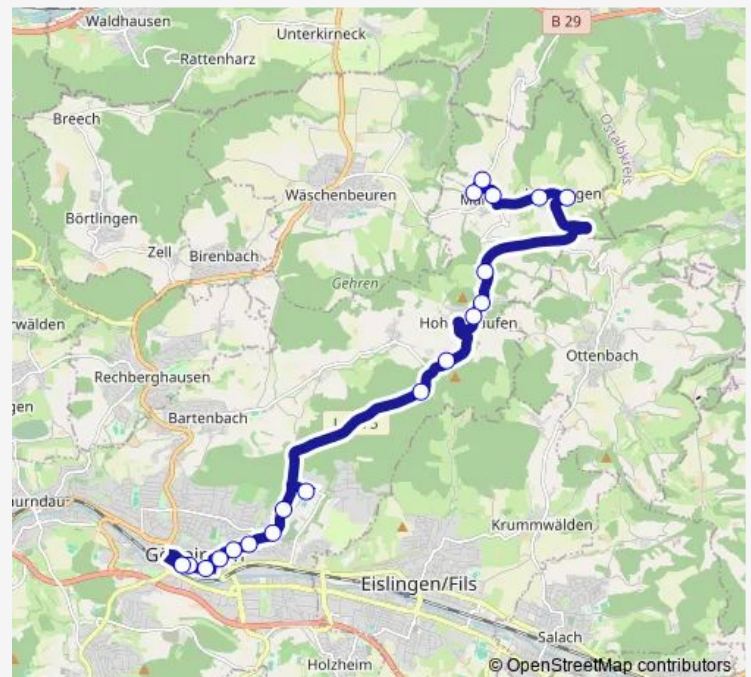 Waldhausen
B 29
Unterkirneck
Rattenharz
Breech
Ostalbkreis
Wäschenbeuren
Börtlingen
Zell
Birenbach
Gehren
Ottenbach
Rechberghausen
Bartenbach
Krummwälden
Eislingen/Fils
Salach
Holzheim
© OpenStreetMap contributors